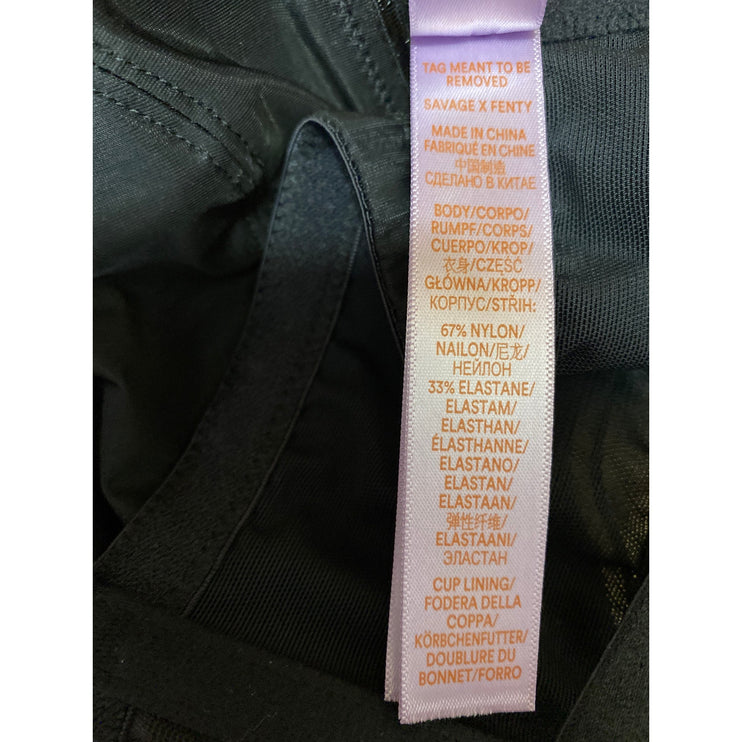 TAG MEANT TO BE
REMOVED
SAVAGE X FENTY
MADE IN CHINA
FABRIQUÉ EN CHINE
中国制造
СДЕЛАНО В КИТАЕ
BODY/CORPO/
RUMPF/CORPS/
CUERPO/KROP/
衣身/CZĘŚĆ
GŁÓWNA/KROPP/
КОРПУС/STŘIH:
67% NYLON/
NAILON/尼龙/
НЕЙЛОН
33% ELASTANE/
ELASTAM/
ELASTHAN/
ÉLASTHANNE/
ELASTANO/
ELASTAN/
ELASTAAN/
弹性纤维/
ELASTAANI/
ЭЛАСТАН
CUP LINING/
FODERA DELLA
COPPA/
KÖRBCHENFUTTER/
DOUBLURE DU
BONNET/FORRO